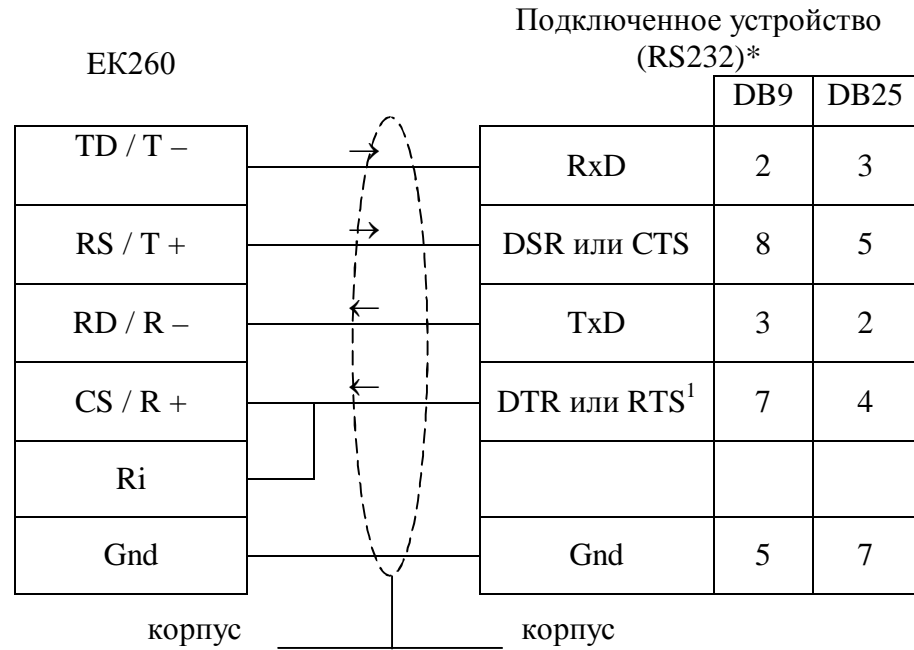 Подключенное устройство
(RS232)*
ЕК260
DB9 DB25
TD / T – RxD 2 3
RS / T + DSR или CTS 8 5
RD / R – TxD 3 2
CS / R + DTR или RTS¹ 7 4
Ri
Gnd Gnd 5 7
корпус корпус